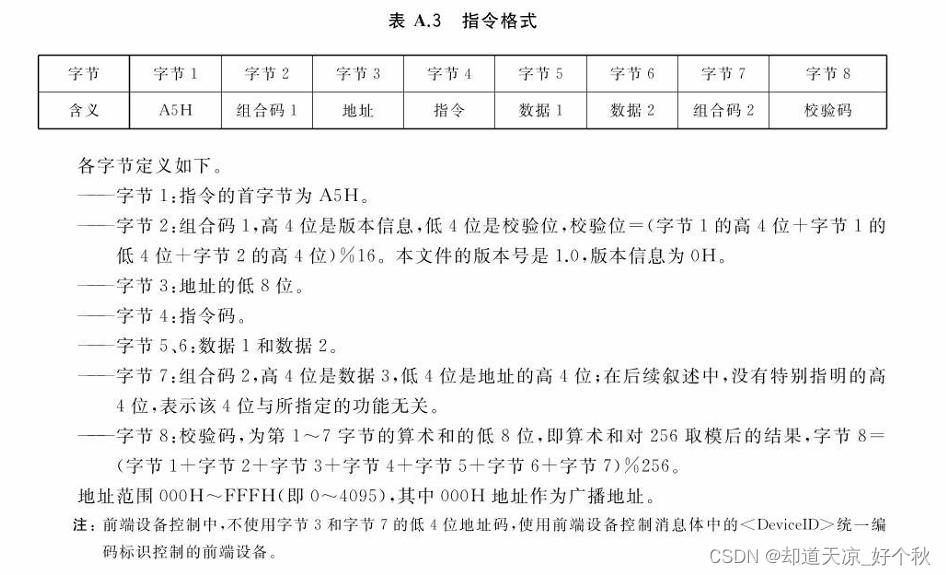 表 A.3 指令格式
字节 字节 1 字节 2 字节 3 字节 4 字节 5 字节 6 字节 7 字节 8
含义 A5H 组合码 1 地址 指令 数据 1 数据 2 组合码 2 校验码
各字节定义如下。
——字节 1:指令的首字节为 A5H。
——字节 2:组合码 1,高 4 位是版本信息,低 4 位是校验位,校验位=(字节 1 的高 4 位+字节 1 的
低 4 位+字节 2 的高 4 位)%16。本文件的版本号是 1.0,版本信息为 0H。
——字节 3:地址的低 8 位。
——字节 4:指令码。
——字节 5、6:数据 1 和数据 2。
——字节 7:组合码 2,高 4 位是数据 3,低 4 位是地址的高 4 位;在后续叙述中,没有特别指明的高
4 位,表示该 4 位与所指定的功能无关。
——字节 8:校验码,为第 1~7 字节的算术和的低 8 位,即算术和对 256 取模后的结果,字节 8=
(字节 1+字节 2+字节 3+字节 4+字节 5+字节 6+字节 7)%256。
地址范围 000H~FFFH(即 0~4095),其中 000H 地址作为广播地址。
注:前端设备控制中,不使用字节 3 和字节 7 的低 4 位地址码,使用前端设备控制消息体中的<DeviceID>统一编
码标识控制的前端设备。
CSDN @却道天凉_好个秋